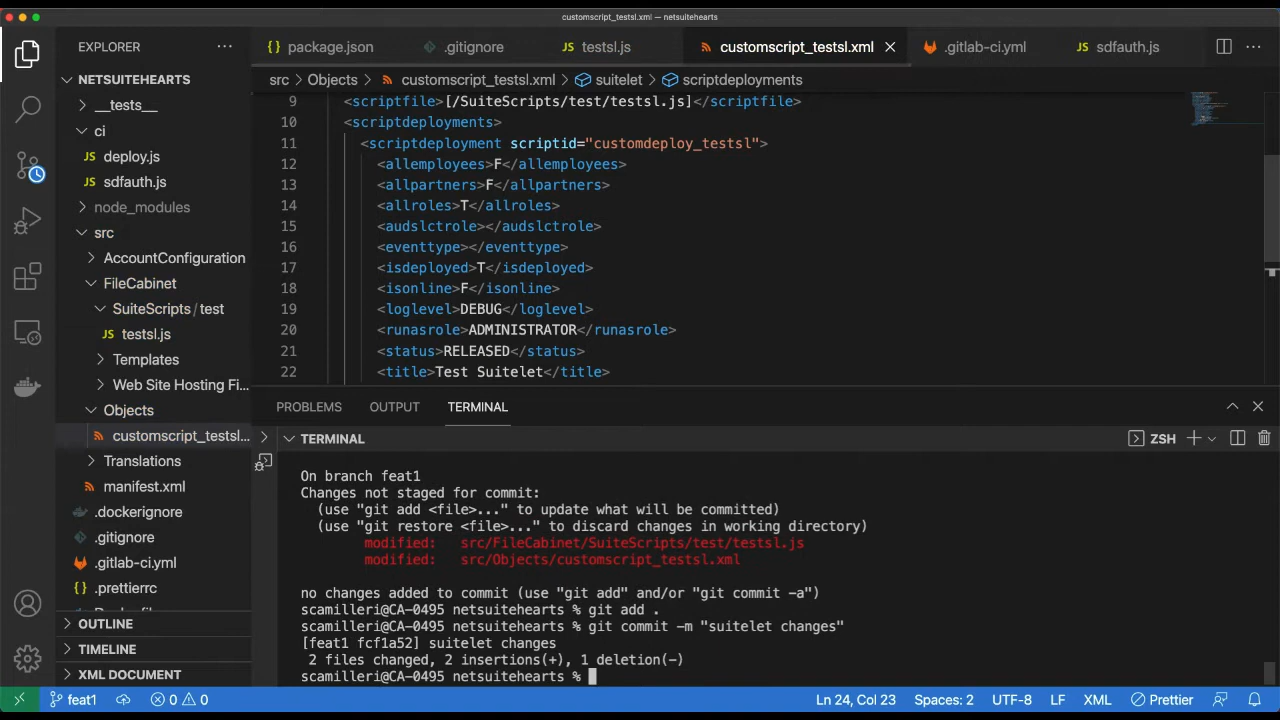 customscript_testsl.xml — netsuitehearts
EXPLORER
package.json
.gitignore
testsl.js
customscript_testsl.xml
.gitlab-ci.yml
sdfauth.js
NETSUITEHEARTS
__tests__
ci
deploy.js
sdfauth.js
node_modules
src
AccountConfiguration
FileCabinet
SuiteScripts / test
testsl.js
Templates
Web Site Hosting Fi...
Objects
customscript_testsl...
Translations
manifest.xml
.dockerignore
.gitignore
.gitlab-ci.yml
.prettierrc
OUTLINE
TIMELINE
XML DOCUMENT
src > Objects > customscript_testsl.xml > suitelet > scriptdeployments
9 <scriptfile>[/SuiteScripts/test/testsl.js]</scriptfile>
10 <scriptdeployments>
11 <scriptdeployment scriptid="customdeploy_testsl">
12 <allemployees>F</allemployees>
13 <allpartners>F</allpartners>
14 <allroles>T</allroles>
15 <audslctrole></audslctrole>
16 <eventtype></eventtype>
17 <isdeployed>T</isdeployed>
18 <isonline>F</isonline>
19 <loglevel>DEBUG</loglevel>
20 <runasrole>ADMINISTRATOR</runasrole>
21 <status>RELEASED</status>
22 <title>Test Suitelet</title>
PROBLEMS OUTPUT TERMINAL
TERMINAL
ZSH
On branch feat1
Changes not staged for commit:
(use "git add <file>..." to update what will be committed)
(use "git restore <file>..." to discard changes in working directory)
modified: src/FileCabinet/SuiteScripts/test/testsl.js
modified: src/Objects/customscript_testsl.xml
no changes added to commit (use "git add" and/or "git commit -a")
scamilleri@CA-0495 netsuitehearts % git add .
scamilleri@CA-0495 netsuitehearts % git commit -m "suitelet changes"
[feat1 fcf1a52] suitelet changes
2 files changed, 2 insertions(+), 1 deletion(-)
scamilleri@CA-0495 netsuitehearts %
feat1 0 0 Ln 24, Col 23 Spaces: 2 UTF-8 LF XML Prettier